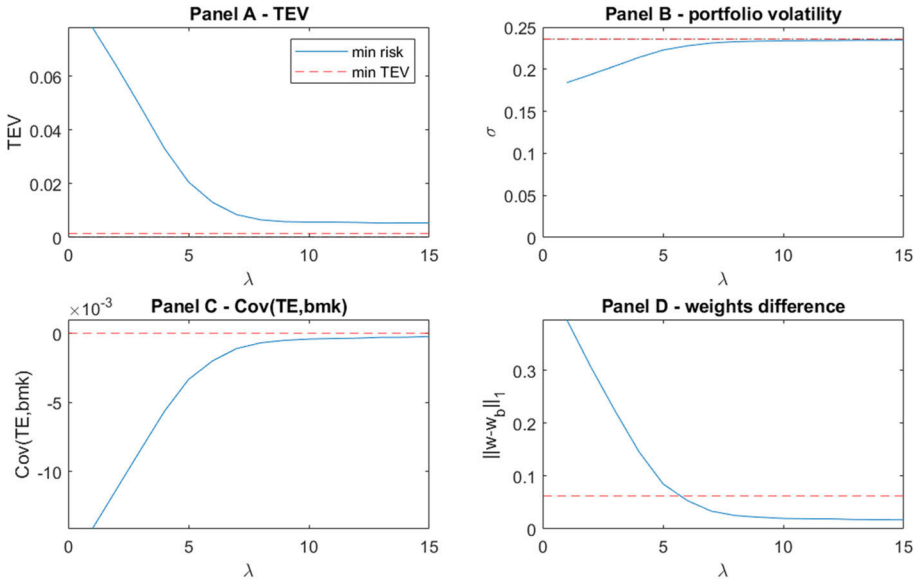 Panel A - TEV
0.06
0.04
0.02
0
TEV
0
5
10
15
λ
min risk
min TEV
Panel B - portfolio volatility
0.25
0.2
0.15
0.1
0.05
0
σ
0
5
10
15
λ
×10⁻³
Panel C - Cov(TE,bmk)
0
-5
-10
Cov(TE,bmk)
0
5
10
15
λ
Panel D - weights difference
0.3
0.2
0.1
0
||w-w_b||_1
0
5
10
15
λ